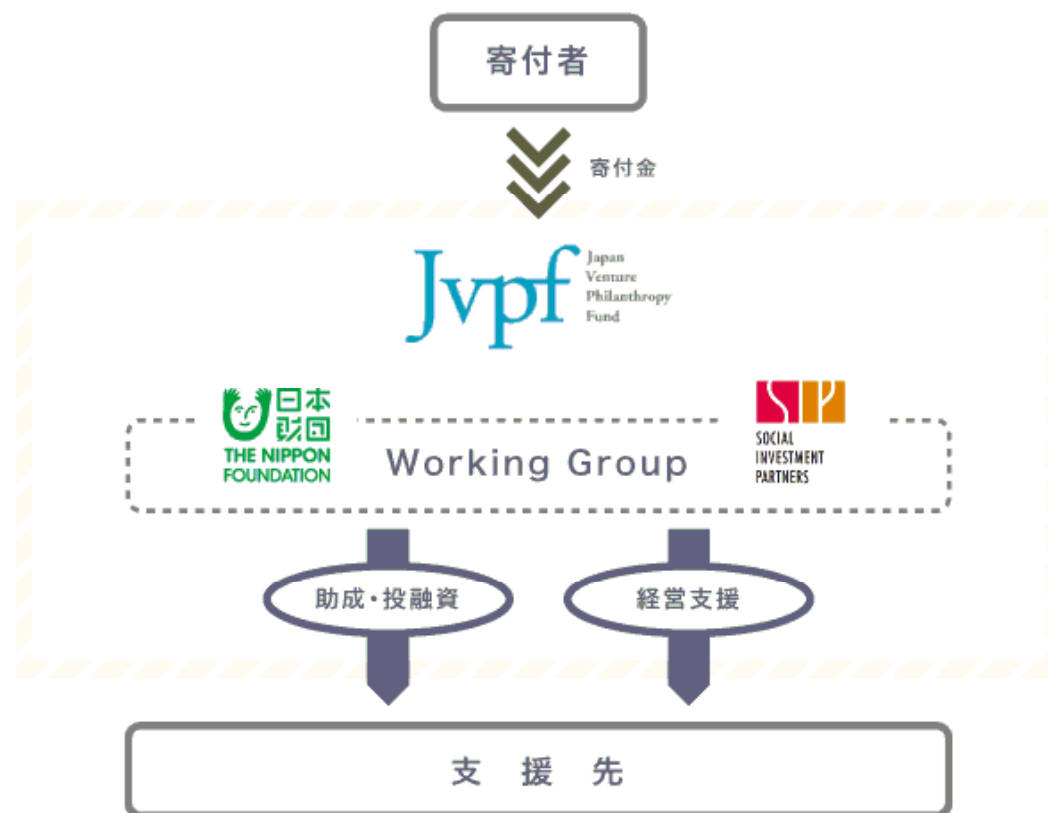 寄付者
寄付金
Jvpf
Japan
Venture
Philanthropy
Fund
日本
財団
THE NIPPON
FOUNDATION
Working Group
SIP
SOCIAL
INVESTMENT
PARTNERS
助成・投融資
経営支援
支援先